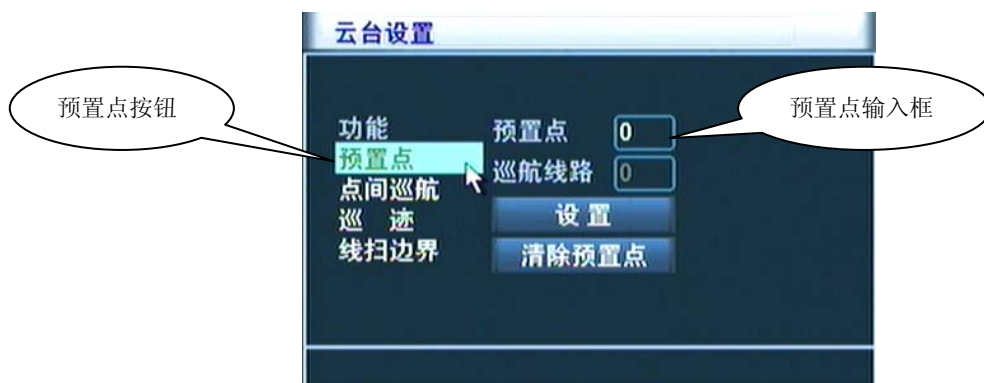 云台设置
预置点按钮
预置点输入框
功能
预置点
点间巡航
巡 迹
线扫边界
预置点 0
巡航线路 0
设 置
清除预置点